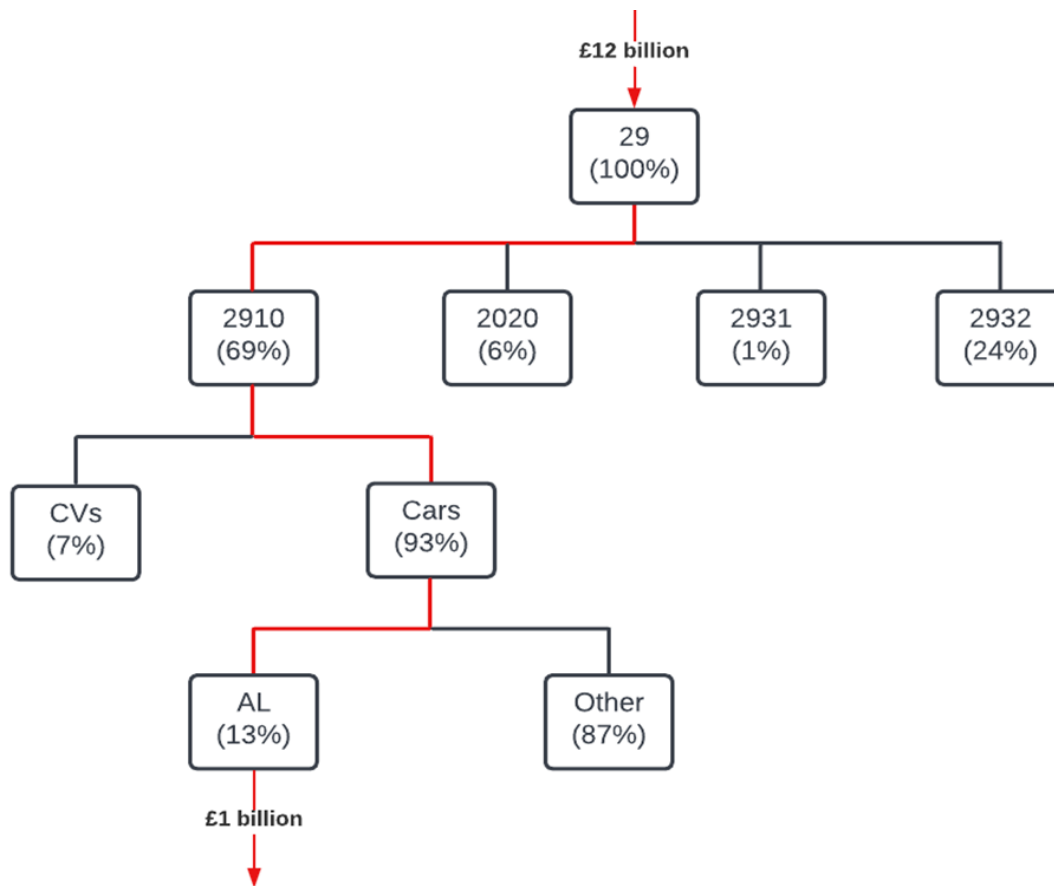 £12 billion
29
(100%)
2910
(69%)
2020
(6%)
2931
(1%)
2932
(24%)
CVs
(7%)
Cars
(93%)
AL
(13%)
Other
(87%)
£1 billion